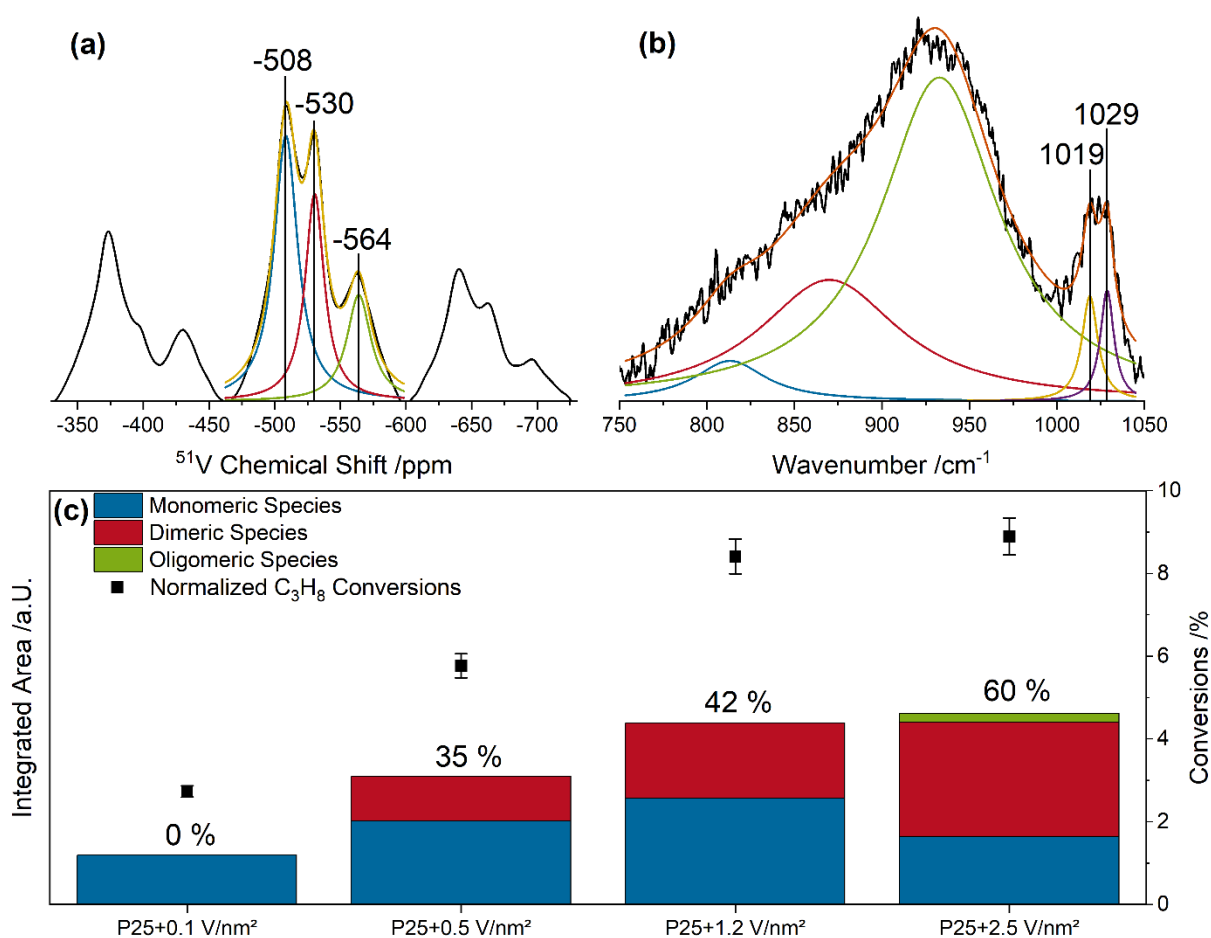 (a)
-508
-530
-564
-350 -400 -450 -500 -550 -600 -650 -700
⁵¹V Chemical Shift /ppm
(b)
1029
1019
750 800 850 900 950 1000 1050
Wavenumber /cm⁻¹
(c)
Monomeric Species
Dimeric Species
Oligomeric Species
Normalized C₃H₈ Conversions
Integrated Area /a.U.
0 %
35 %
42 %
60 %
10
8
6
4
2
0
Conversions /%
P25+0.1 V/nm² P25+0.5 V/nm² P25+1.2 V/nm² P25+2.5 V/nm²